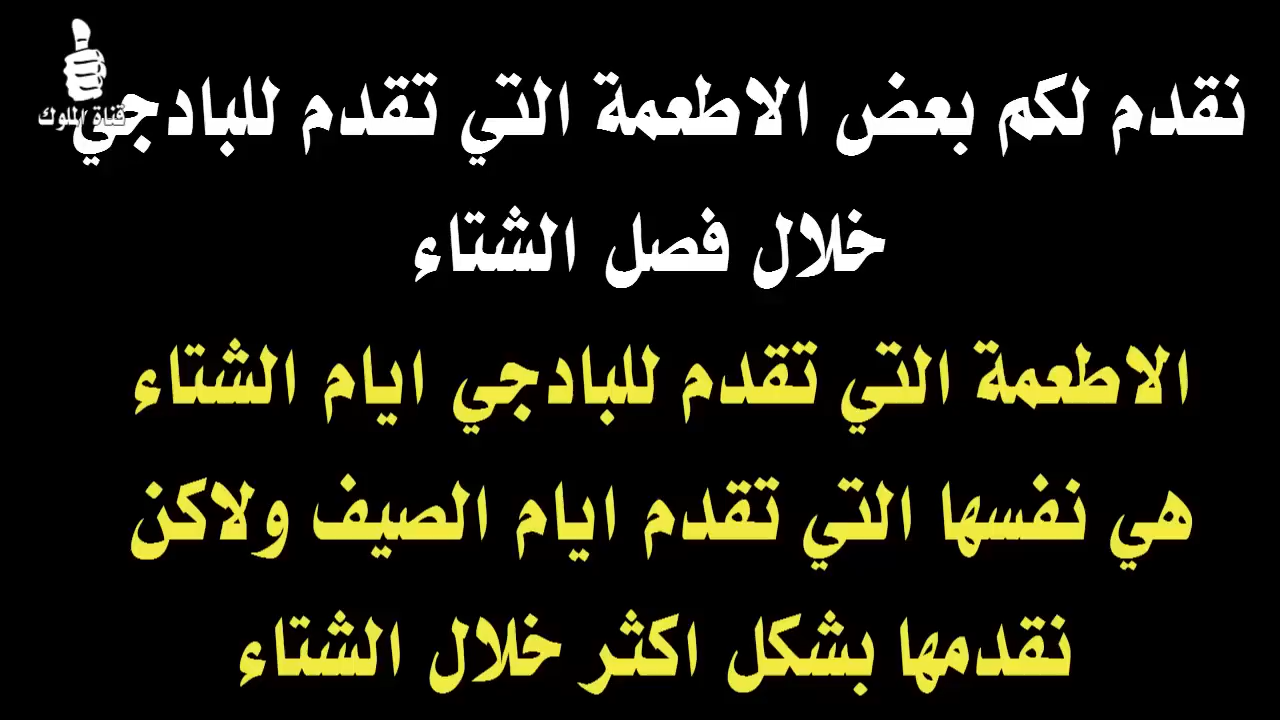 قناة الملوك
نقدم لكم بعض الاطعمة التي تقدم للبادجي
خلال فصل الشتاء
الاطعمة التي تقدم للبادجي ايام الشتاء
هي نفسها التي تقدم ايام الصيف ولاكن
نقدمها بشكل اكثر خلال الشتاء